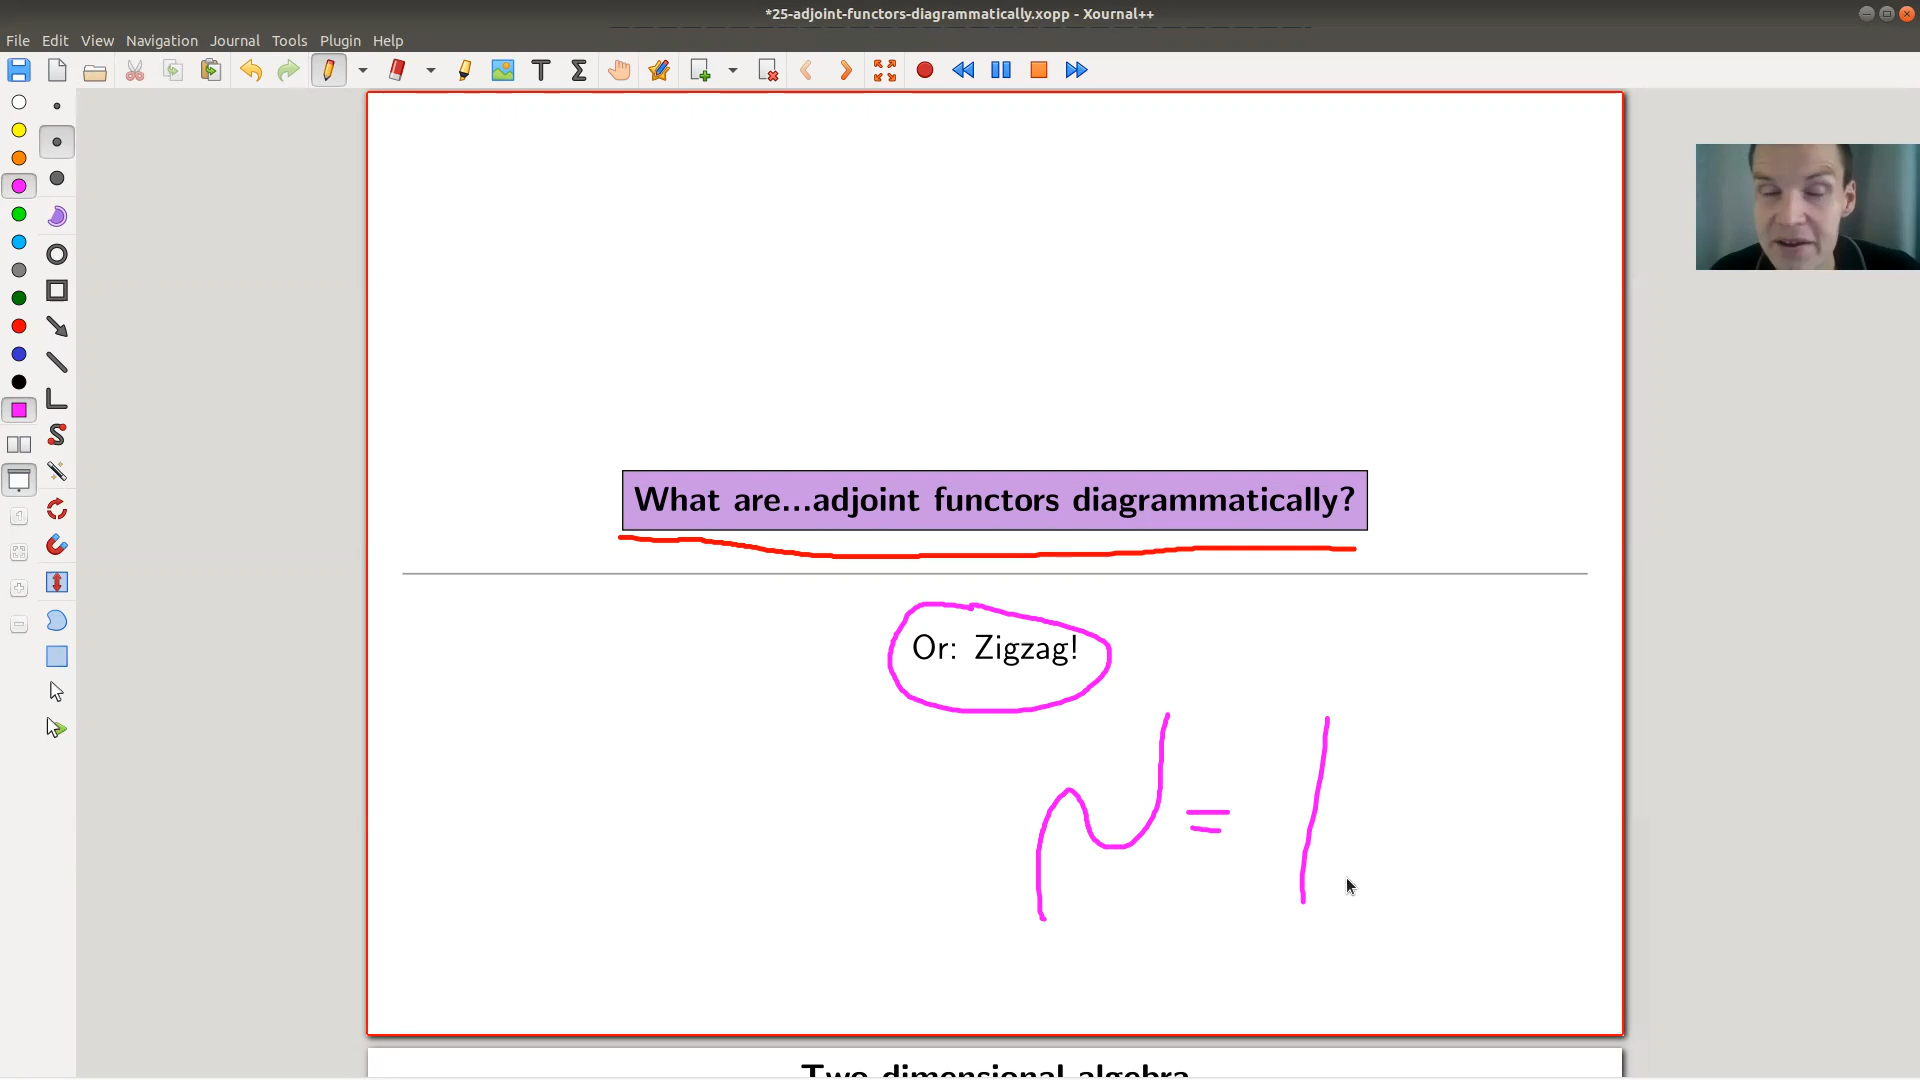 *25-adjoint-functors-diagrammatically.xopp - Xournal++
File Edit View Navigation Journal Tools Plugin Help
What are...adjoint functors diagrammatically?
Or: Zigzag!
=
Two dimensional algebra